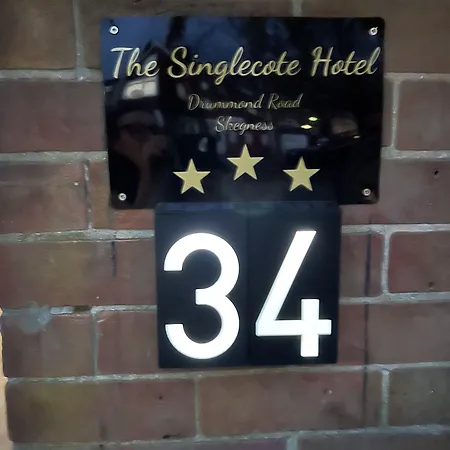 The Singlecote Hotel
Drummond Road
Skegness
34